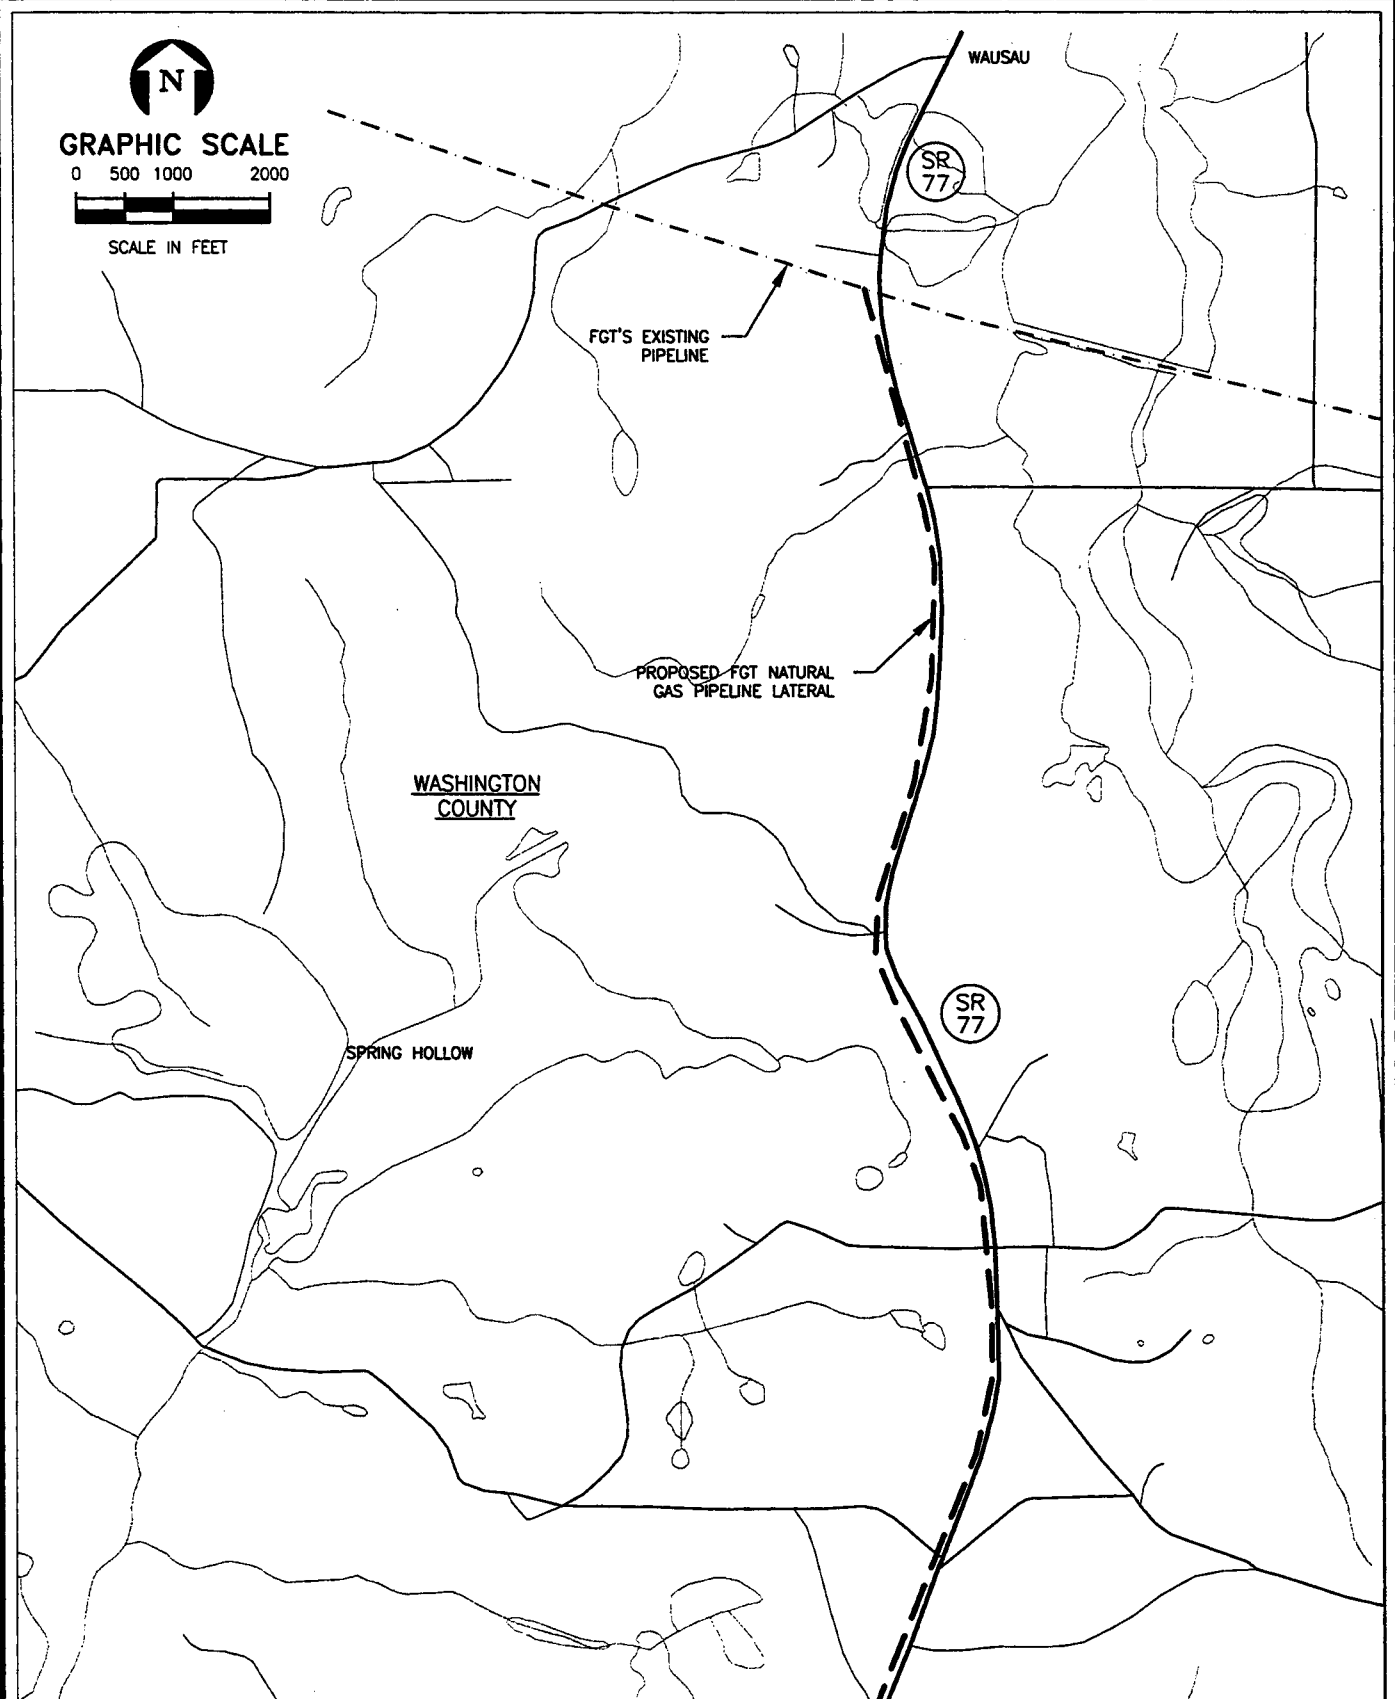 WAUSAU
N
GRAPHIC SCALE
0 500 1000 2000
SCALE IN FEET
SR
77
FGT'S EXISTING
PIPELINE
PROPOSED FGT NATURAL
GAS PIPELINE LATERAL
WASHINGTON
COUNTY
SR
77
SPRING HOLLOW